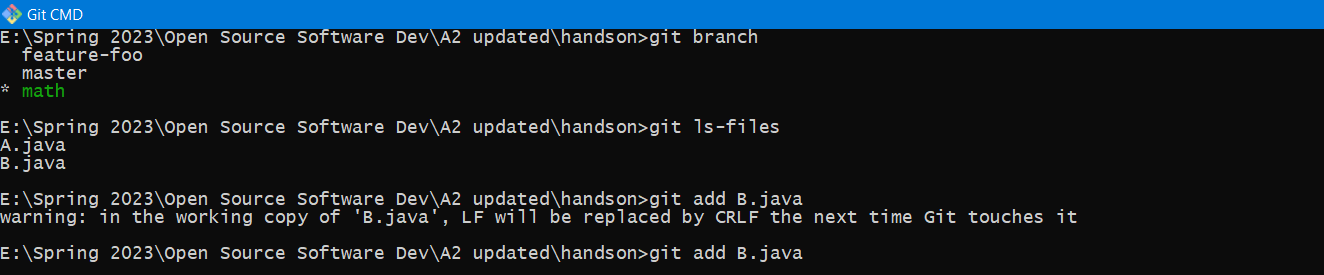 Git CMD
E:\Spring 2023\Open Source Software Dev\A2 updated\handson>git branch
  feature-foo
  master
* math
E:\Spring 2023\Open Source Software Dev\A2 updated\handson>git ls-files
A.java
B.java
E:\Spring 2023\Open Source Software Dev\A2 updated\handson>git add B.java
warning: in the working copy of 'B.java', LF will be replaced by CRLF the next time Git touches it
E:\Spring 2023\Open Source Software Dev\A2 updated\handson>git add B.java